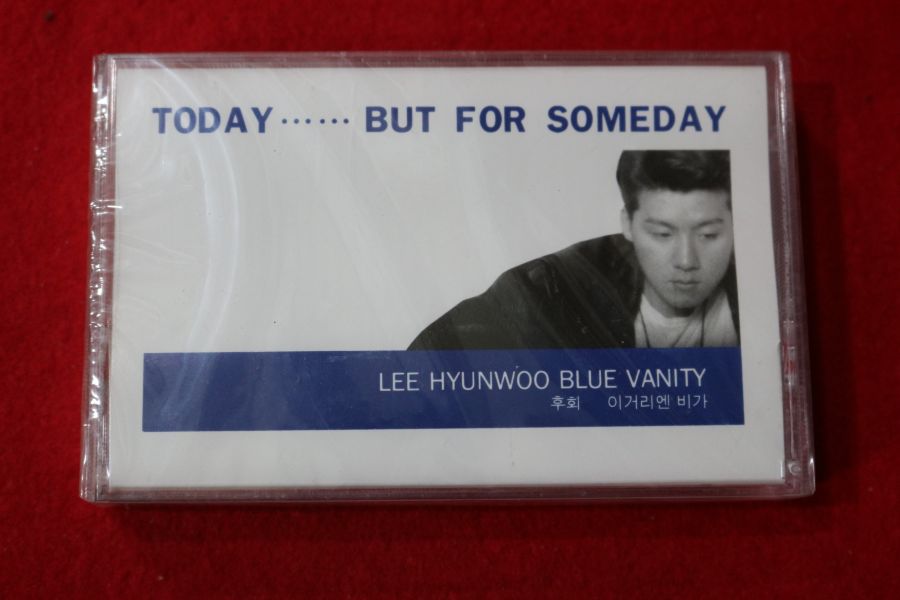 TODAY …… BUT FOR SOMEDAY
LEE HYUNWOO BLUE VANITY
후회 이거리엔 비가